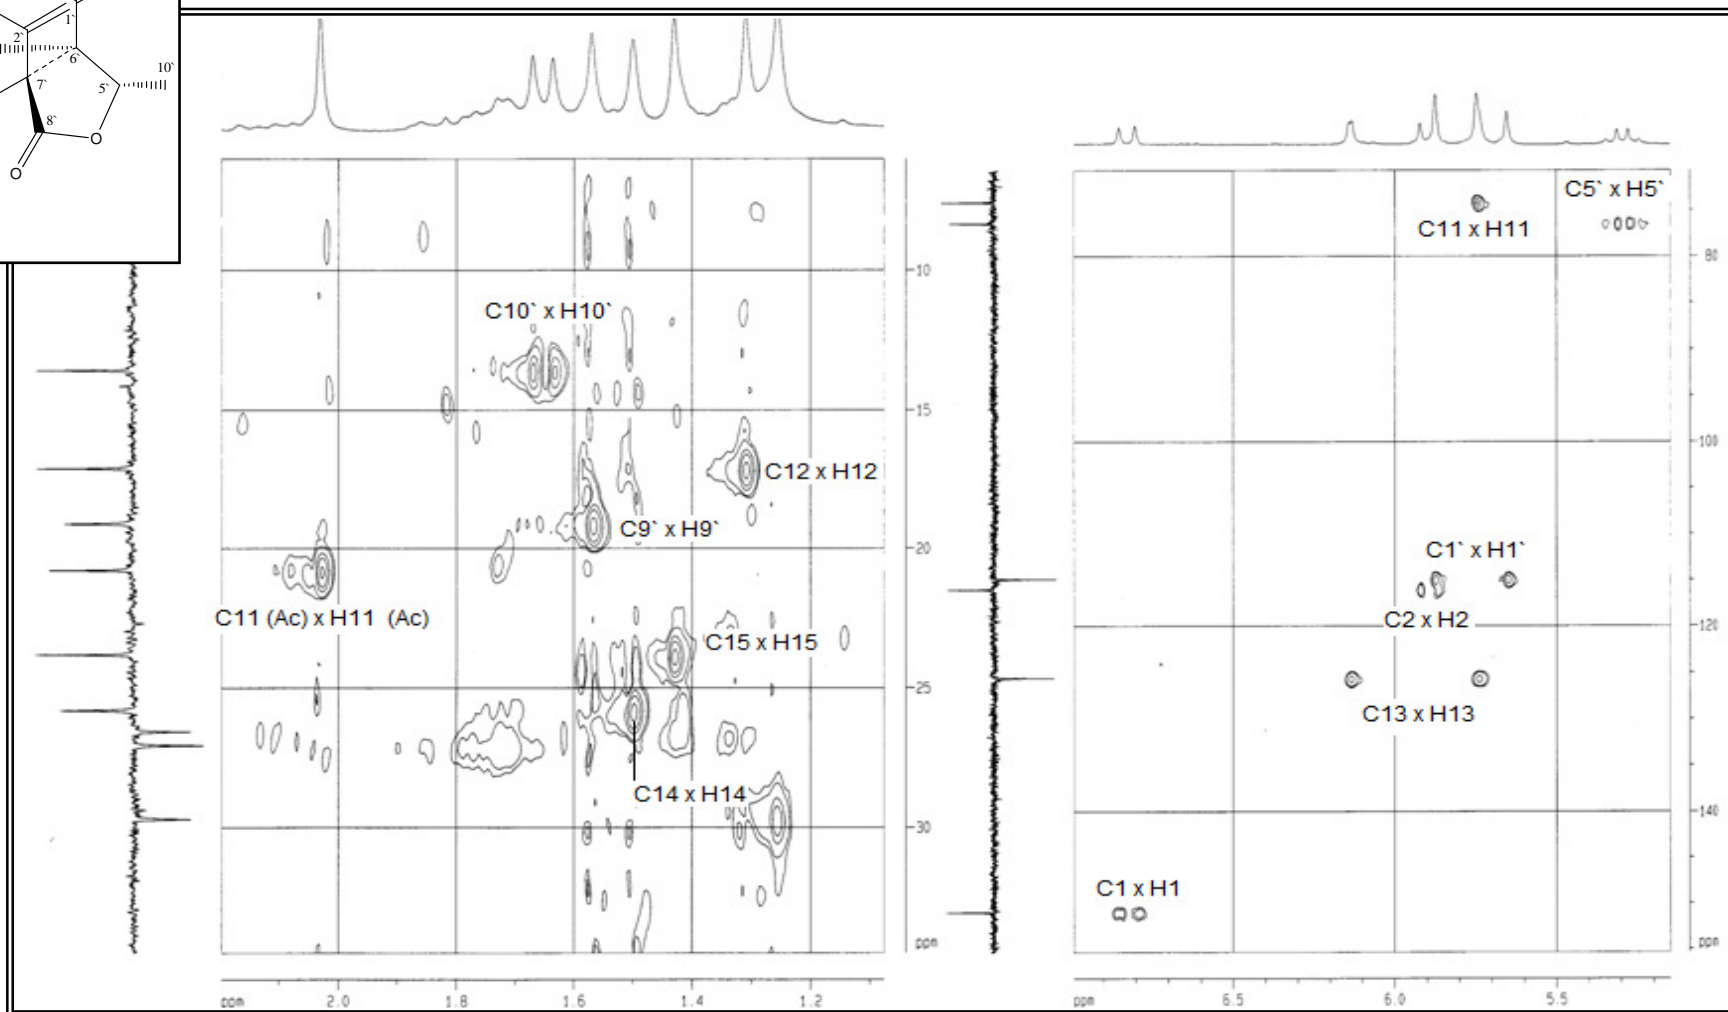 1`
2`
6`
10`
7`
5`
8`
O
O
C10` x H10`
C12 x H12
C9` x H9`
C11 (Ac) x H11 (Ac)
C15 x H15
C14 x H14
10
15
20
25
30
ppm
ppm 2.0 1.8 1.6 1.4 1.2
C5` x H5`
C11 x H11
C1` x H1`
C2 x H2
C13 x H13
C1 x H1
80
100
120
140
ppm
ppm 6.5 6.0 5.5